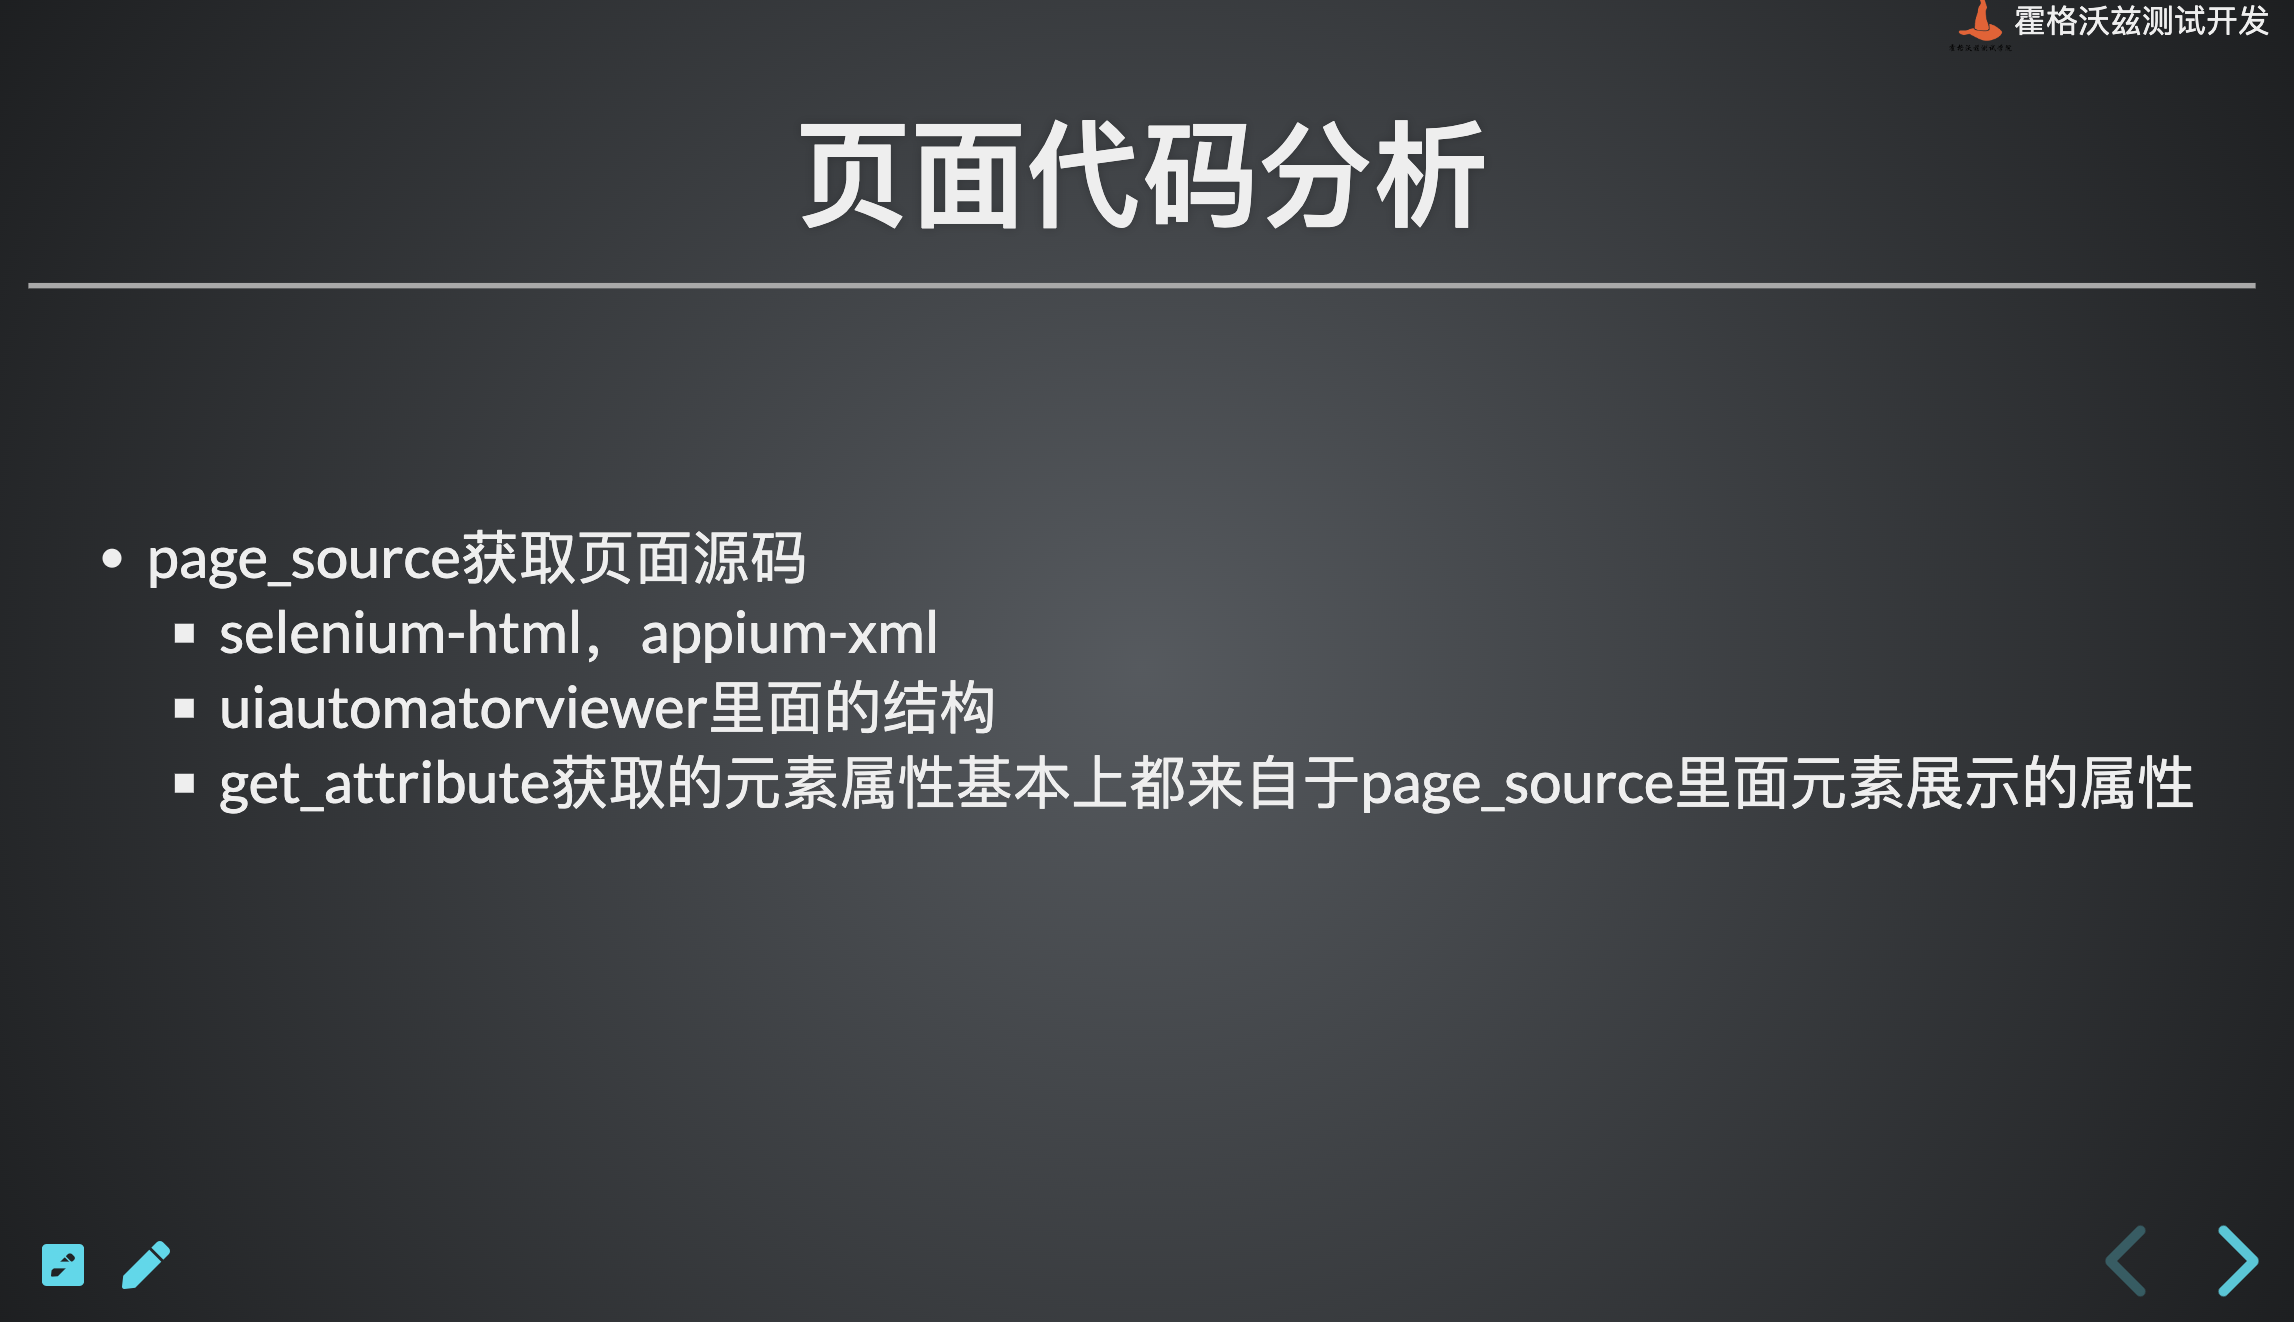 霍格沃兹测试开发
页面代码分析
page_source获取页面源码
selenium-html，appium-xml
uiautomatorviewer里面的结构
get_attribute获取的元素属性基本上都来自于page_source里面元素展示的属性